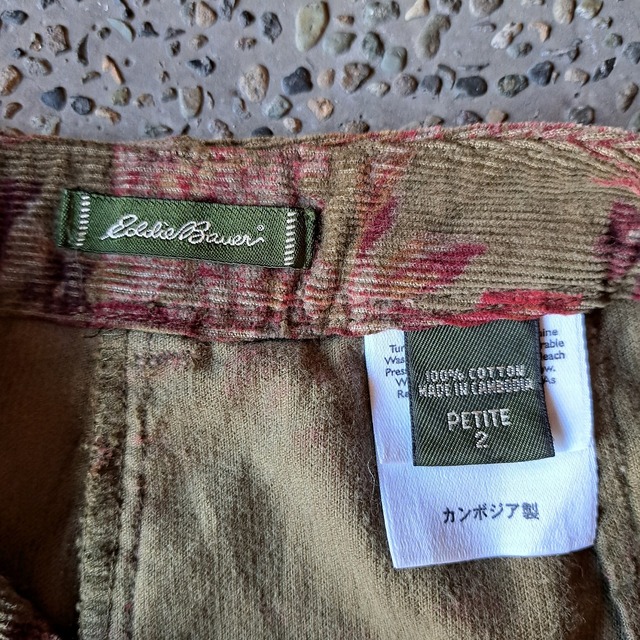 Eddie Bauer
100% COTTON
MADE IN CAMBODIA
PETITE
2
カンボジア製